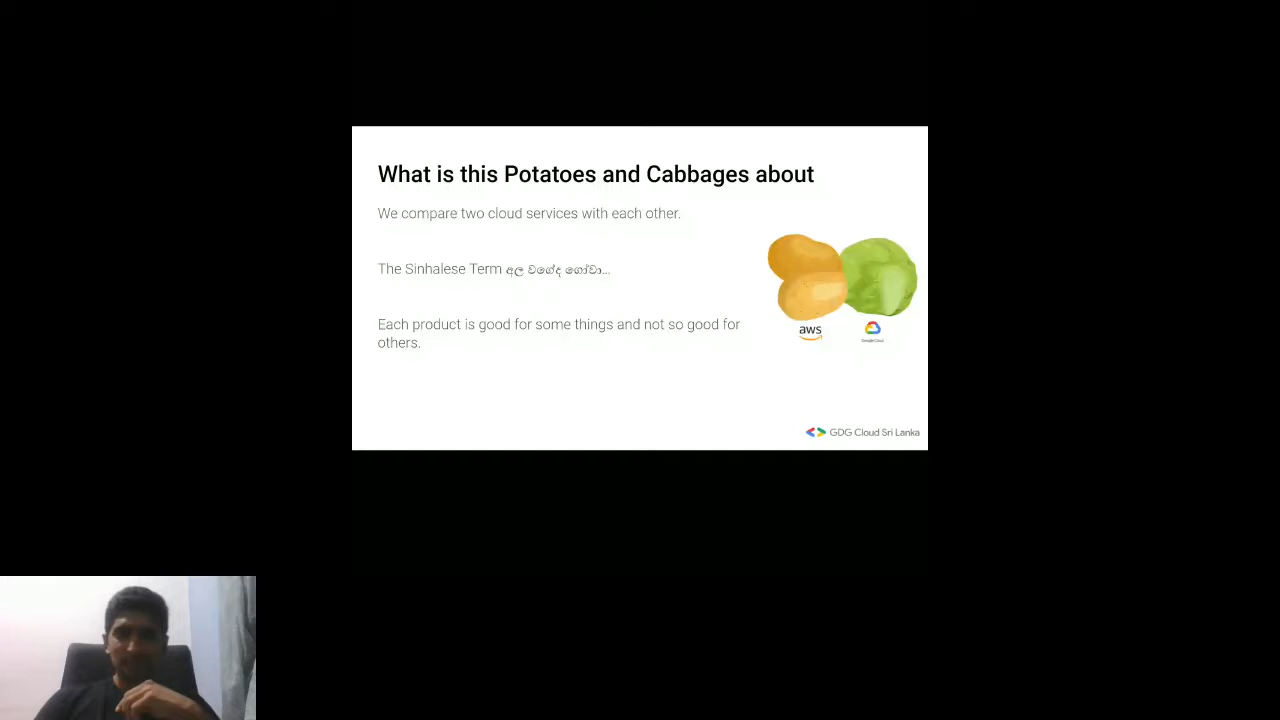 What is this Potatoes and Cabbages about
We compare two cloud services with each other.
The Sinhalese Term අල වගේද ගෝවා...
Each product is good for some things and not so good for
others.
aws
Google Cloud
GDG Cloud Sri Lanka